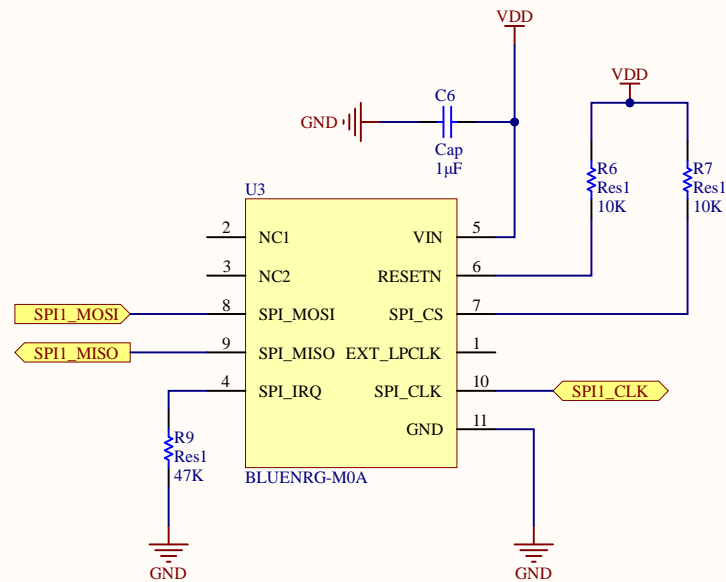 VDD
VDD
C6
GND
Cap
1µF
R6
Res1
10K
R7
Res1
10K
U3
2 NC1 VIN 5
3 NC2 RESETN 6
SPI1_MOSI 8 SPI_MOSI SPI_CS 7
SPI1_MISO 9 SPI_MISO EXT_LPCLK 1
4 SPI_IRQ SPI_CLK 10 SPI1_CLK
GND 11
R9
Res1
47K
BLUENRG-M0A
GND
GND